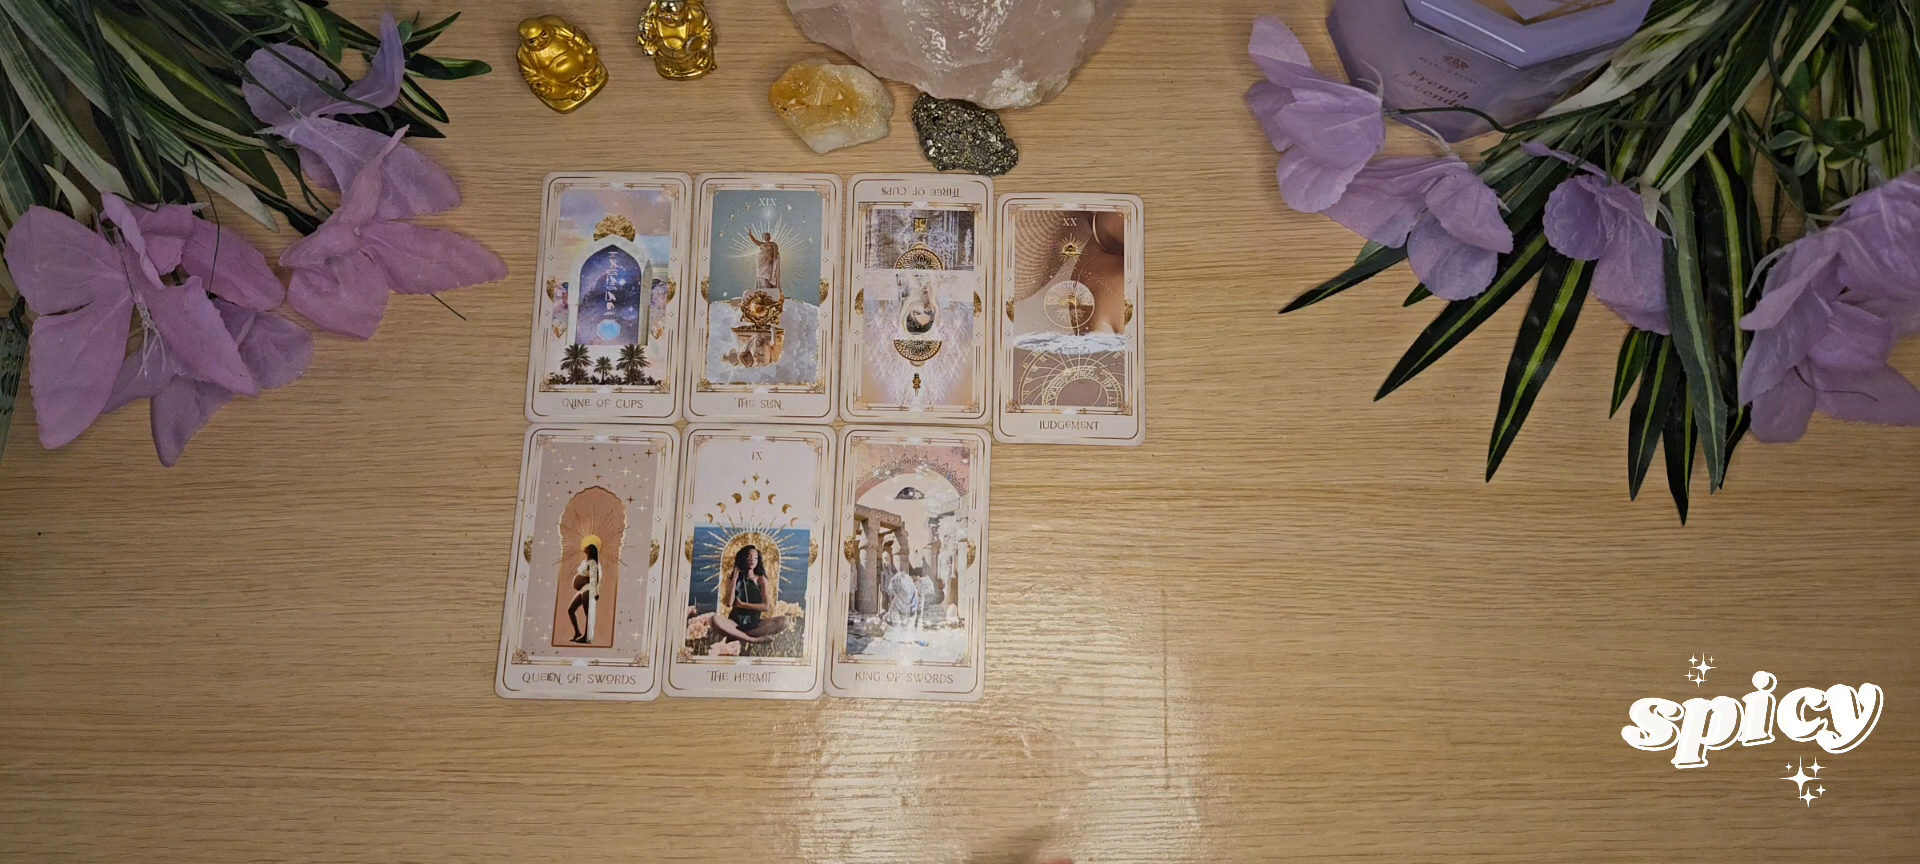 French
XIX
THREE OF CUPS
XX
NINE OF CUPS
THE SUN
JUDGEMENT
IX
QUEEN OF SWORDS
THE HERMIT
KING OF SWORDS
spicy